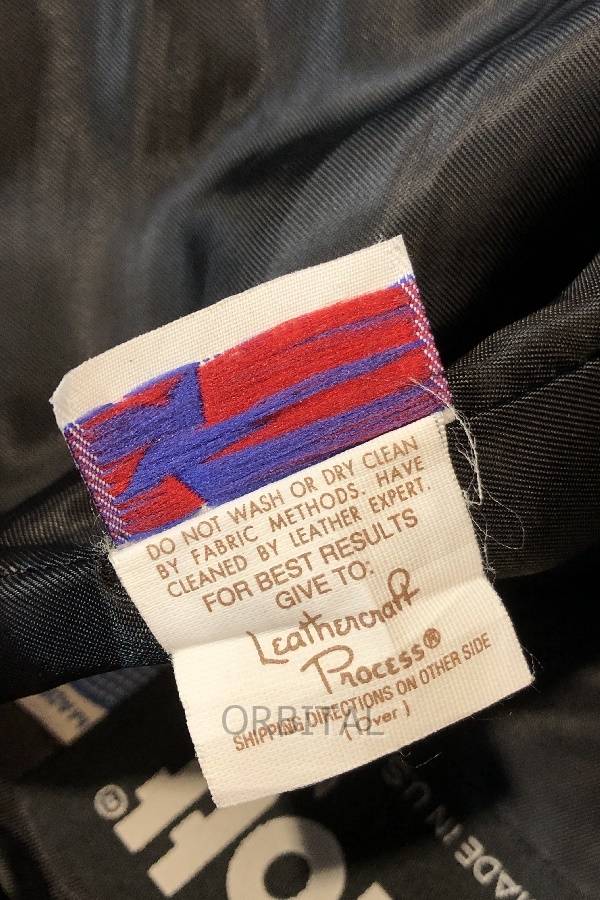 DO NOT WASH OR DRY CLEAN
BY FABRIC METHODS. HAVE
CLEANED BY LEATHER EXPERT.
FOR BEST RESULTS
GIVE TO:
Leathercraft
Process®
SHIPPING DIRECTIONS ON OTHER SIDE
(Over)
ORBITAL
MADE IN US